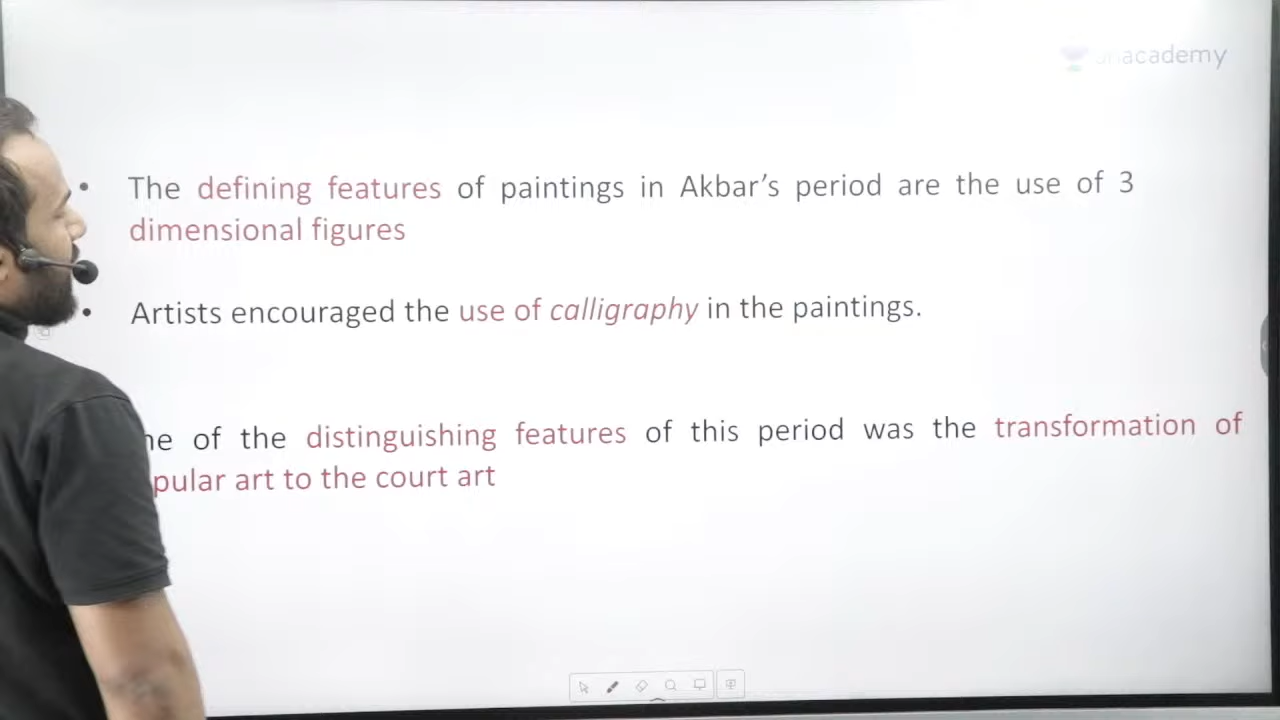 unacademy
• The defining features of paintings in Akbar's period are the use of 3
dimensional figures
• Artists encouraged the use of calligraphy in the paintings.
of the distinguishing features of this period was the transformation of
art to the court art